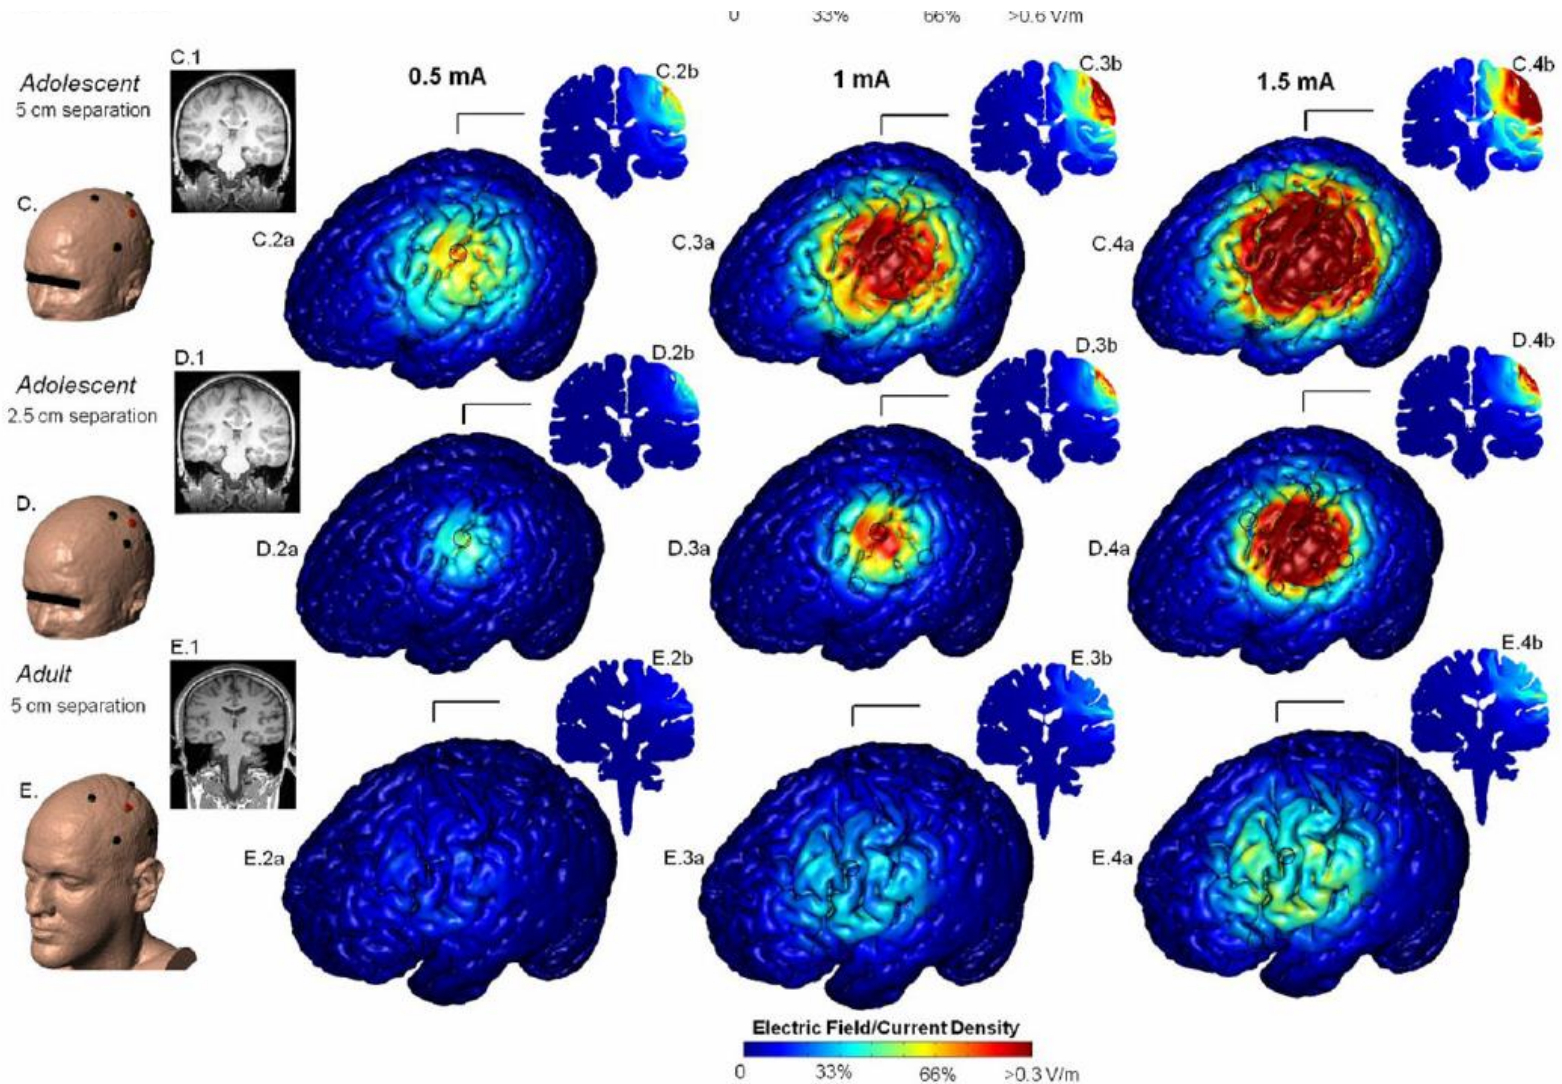 0 33% 66% >0.6 V/m
Adolescent
5 cm separation
C.1
0.5 mA
C.2b
1 mA
C.3b
1.5 mA
C.4b
C.
C.2a
C.3a
C.4a
Adolescent
2.5 cm separation
D.1
D.2b
D.3b
D.4b
D.
D.2a
D.3a
D.4a
Adult
5 cm separation
E.1
E.2b
E.3b
E.4b
E.
E.2a
E.3a
E.4a
Electric Field/Current Density
0 33% 66% >0.3 V/m